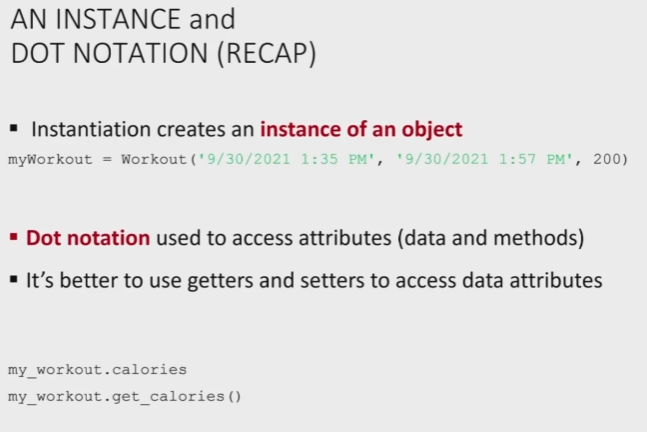 AN INSTANCE and
DOT NOTATION (RECAP)
▪ Instantiation creates an instance of an object
myWorkout = Workout('9/30/2021 1:35 PM', '9/30/2021 1:57 PM', 200)
▪ Dot notation used to access attributes (data and methods)
▪ It’s better to use getters and setters to access data attributes
my_workout.calories
my_workout.get_calories()